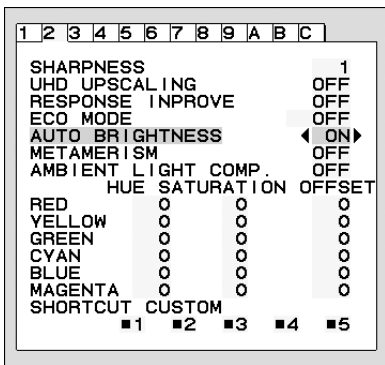 1 2 3 4 5 6 7 8 9 A B C
SHARPNESS 1
UHD UPSCALING OFF
RESPONSE INPROVE OFF
ECO MODE OFF
AUTO BRIGHTNESS ◀ ON▶
METAMERISM OFF
AMBIENT LIGHT COMP. OFF
HUE SATURATION OFFSET
RED 0 0 0
YELLOW 0 0 0
GREEN 0 0 0
CYAN 0 0 0
BLUE 0 0 0
MAGENTA 0 0 0
SHORTCUT CUSTOM
■1 ■2 ■3 ■4 ■5